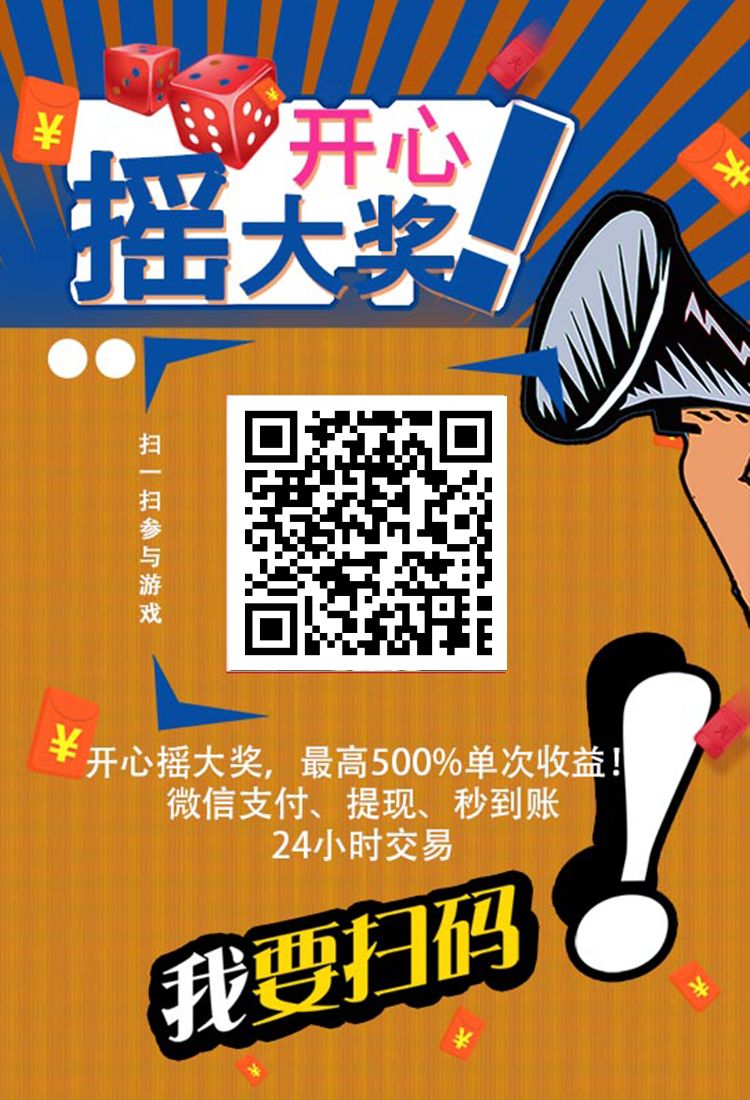 开心
摇大奖!
扫一扫参与游戏
开心摇大奖，最高500%单次收益!
微信支付、提现、秒到账
24小时交易
我要扫码
¥
¥
¥
¥
¥
¥
¥